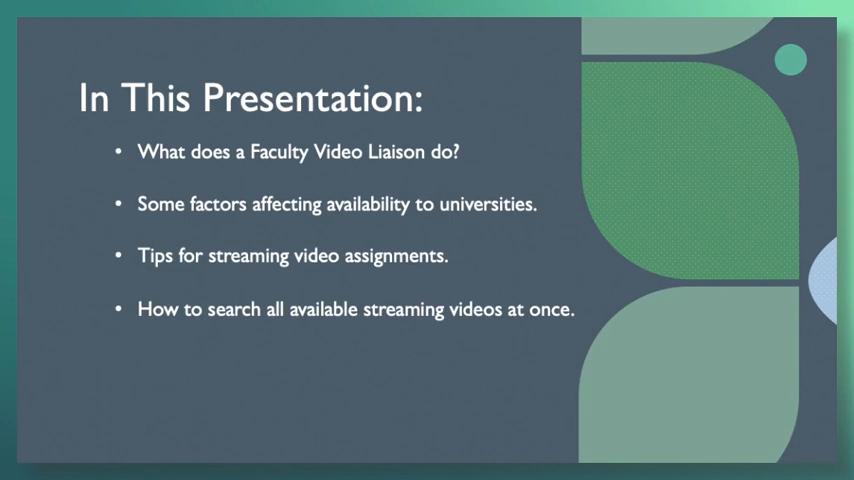 In This Presentation:
• What does a Faculty Video Liaison do?
• Some factors affecting availability to universities.
• Tips for streaming video assignments.
• How to search all available streaming videos at once.